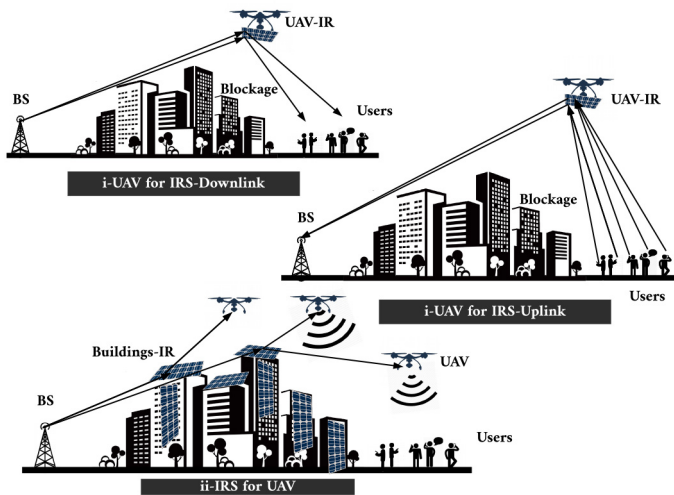 UAV-IR
BS
Blockage
Users
i-UAV for IRS-Downlink
UAV-IR
BS
Blockage
Users
i-UAV for IRS-Uplink
Buildings-IR
UAV
BS
Users
ii-IRS for UAV